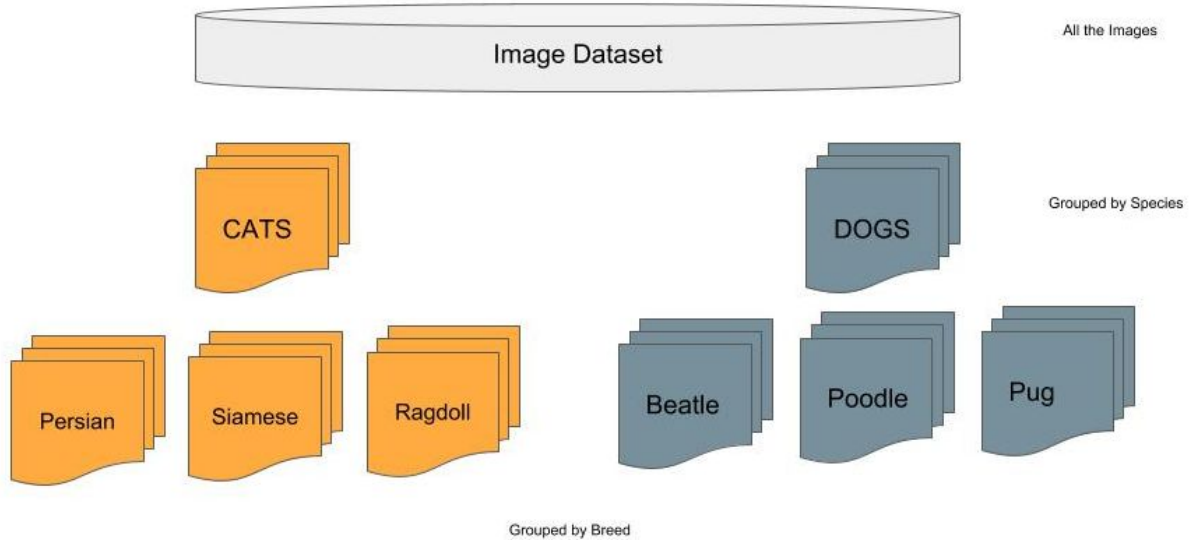 Image Dataset
All the Images
CATS
DOGS
Grouped by Species
Persian
Siamese
Ragdoll
Beatle
Poodle
Pug
Grouped by Breed